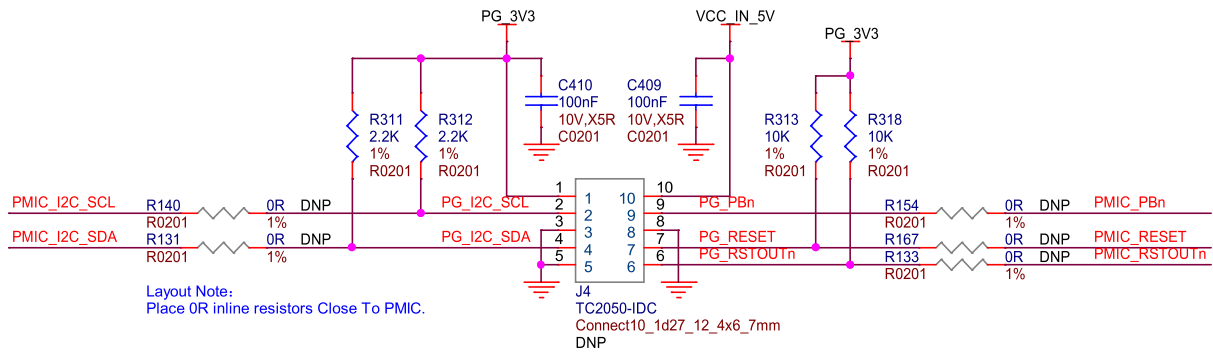 PG_3V3
VCC_IN_5V
PG_3V3
C410
100nF
10V,X5R
C0201
C409
100nF
10V,X5R
C0201
R311
2.2K
1%
R0201
R312
2.2K
1%
R0201
R313
10K
1%
R0201
R318
10K
1%
R0201
PMIC_I2C_SCL
R140
R0201
0R
1%
DNP
PG_I2C_SCL
PMIC_I2C_SDA
R131
R0201
0R
1%
DNP
PG_I2C_SDA
1
2
3
4
5
1
2
3
4
5
10
9
8
7
6
10
9
8
7
6
PG_PBn
R154
R0201
0R
1%
DNP
PMIC_PBn
PG_RESET
R167
0R
DNP
PMIC_RESET
PG_RSTOUTn
R133
R0201
0R
1%
DNP
PMIC_RSTOUTn
Layout Note:
Place 0R inline resistors Close To PMIC.
J4
TC2050-IDC
Connect10_1d27_12_4x6_7mm
DNP